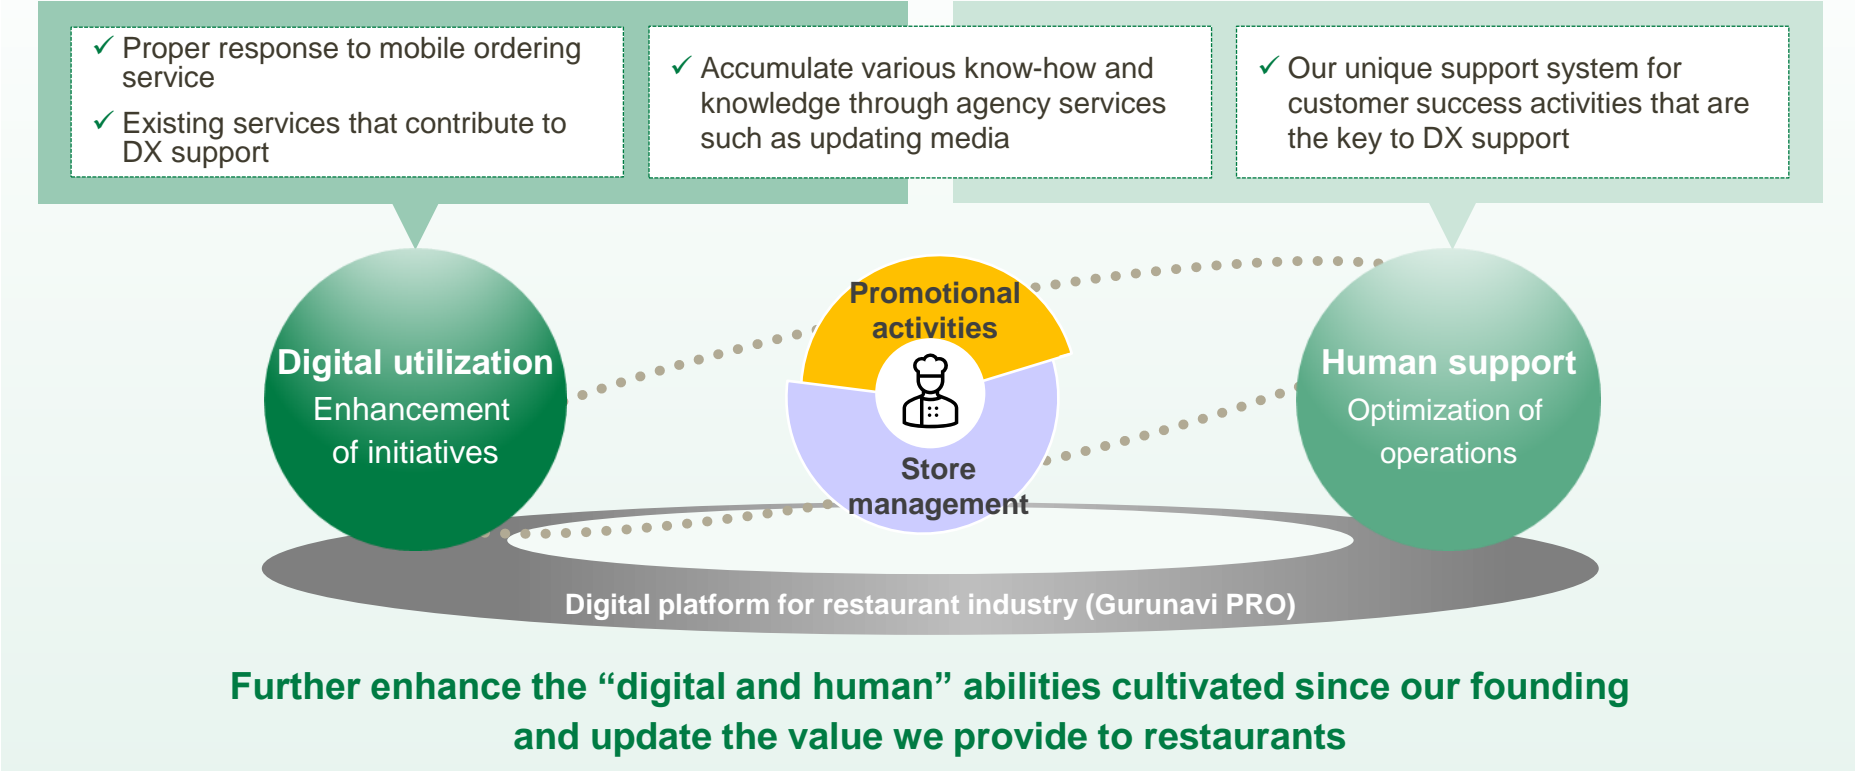 ✓ Proper response to mobile ordering
service
✓ Existing services that contribute to
DX support
✓ Accumulate various know-how and
knowledge through agency services
such as updating media
✓ Our unique support system for
customer success activities that are
the key to DX support
Digital utilization
Enhancement
of initiatives
Promotional
activities
Store
management
Human support
Optimization of
operations
Digital platform for restaurant industry (Gurunavi PRO)
Further enhance the “digital and human” abilities cultivated since our founding
and update the value we provide to restaurants